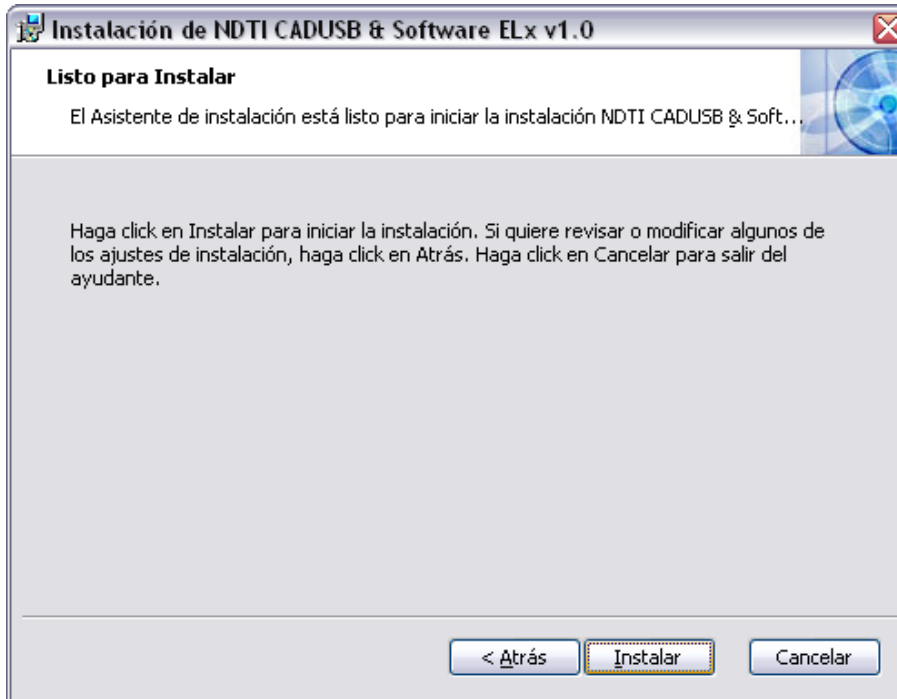 Instalación de NDTI CADUSB & Software ELx v1.0
Listo para Instalar
El Asistente de instalación está listo para iniciar la instalación NDTI CADUSB & Soft...
Haga click en Instalar para iniciar la instalación. Si quiere revisar o modificar algunos de
los ajustes de instalación, haga click en Atrás. Haga click en Cancelar para salir del
ayudante.
< Atrás Instalar Cancelar